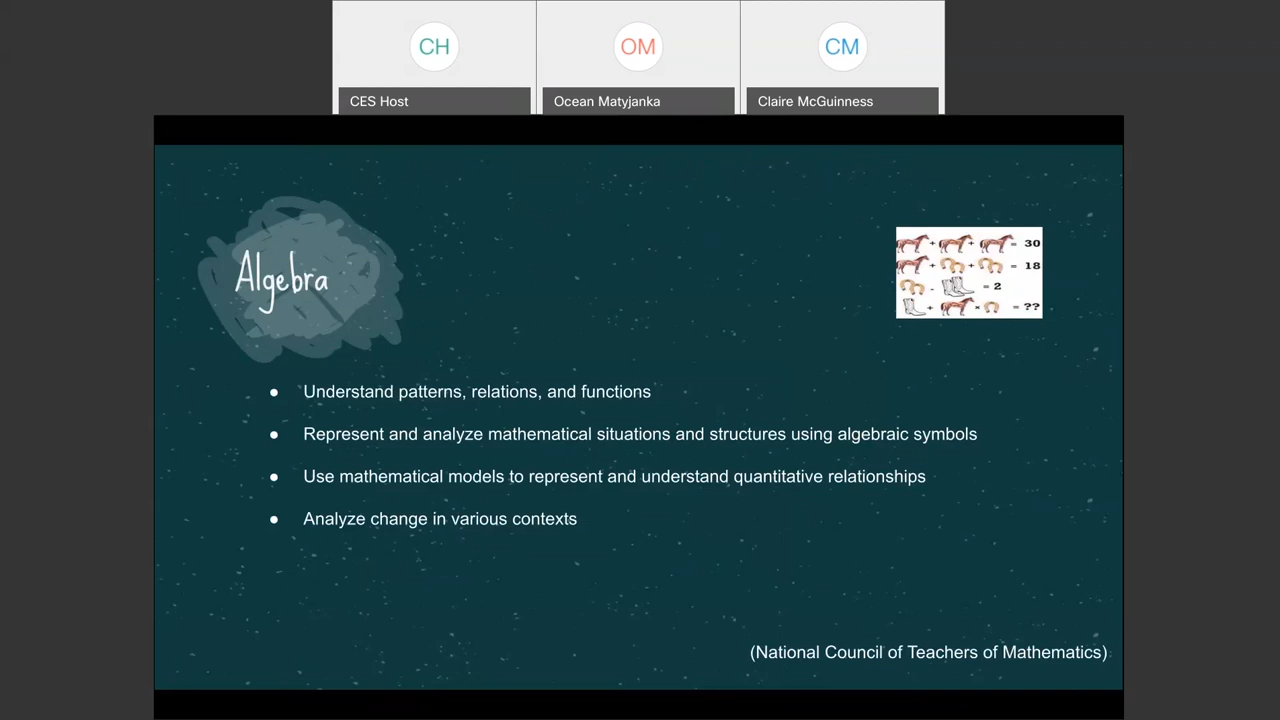 CH
OM
CM
CES Host
Ocean Matyjanka
Claire McGuinness
Algebra
+ + = 30
+ + = 18
- = 2
+ × = ??
● Understand patterns, relations, and functions
● Represent and analyze mathematical situations and structures using algebraic symbols
● Use mathematical models to represent and understand quantitative relationships
● Analyze change in various contexts
(National Council of Teachers of Mathematics)